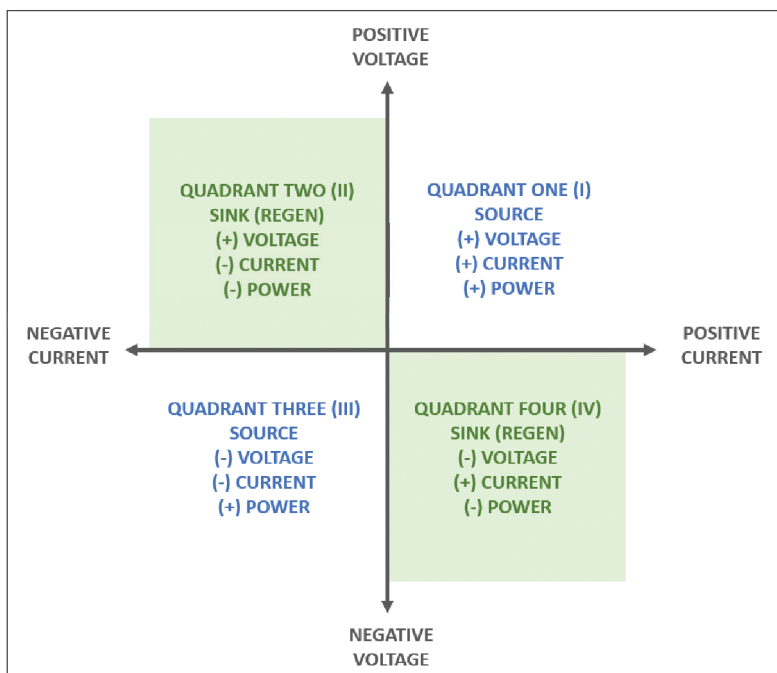 POSITIVE
VOLTAGE
QUADRANT TWO (II)
SINK (REGEN)
(+) VOLTAGE
(-) CURRENT
(-) POWER
QUADRANT ONE (I)
SOURCE
(+) VOLTAGE
(+) CURRENT
(+) POWER
NEGATIVE
CURRENT
POSITIVE
CURRENT
QUADRANT THREE (III)
SOURCE
(-) VOLTAGE
(-) CURRENT
(+) POWER
QUADRANT FOUR (IV)
SINK (REGEN)
(-) VOLTAGE
(+) CURRENT
(-) POWER
NEGATIVE
VOLTAGE